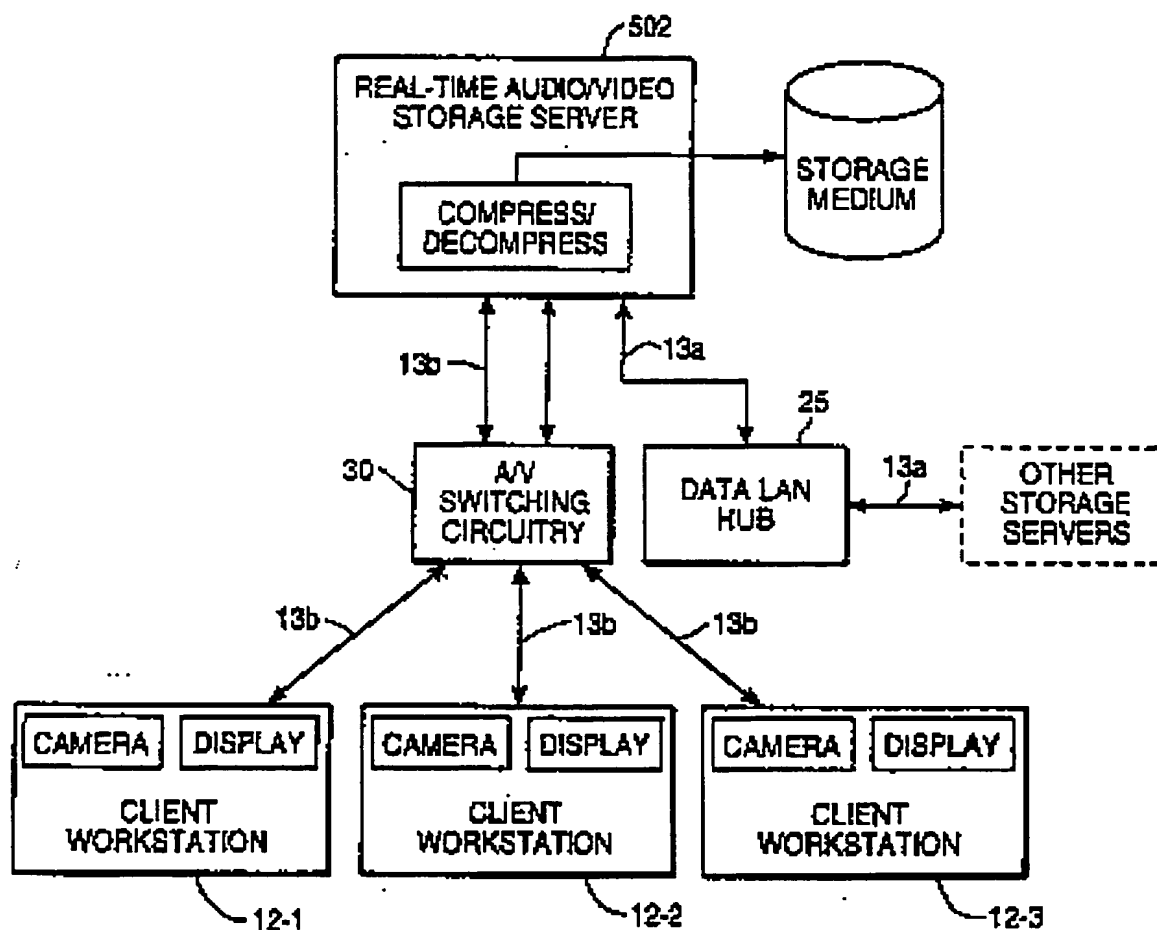 502
REAL-TIME AUDIO/VIDEO
STORAGE SERVER
COMPRESS/
DECOMPRESS
STORAGE
MEDIUM
13b
13a
25
30
A/V
SWITCHING
CIRCUITRY
DATA LAN
HUB
13a
OTHER
STORAGE
SERVERS
13b
13b
13b
...
CAMERA
DISPLAY
CLIENT
WORKSTATION
CAMERA
DISPLAY
CLIENT
WORKSTATION
CAMERA
DISPLAY
CLIENT
WORKSTATION
12-1
12-2
12-3